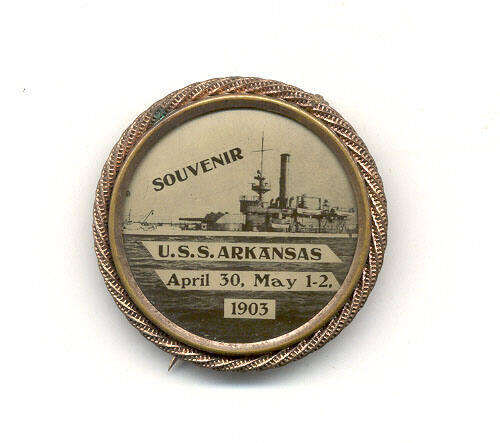 SOUVENIR
U.S.S. ARKANSAS
April 30, May 1-2,
1903